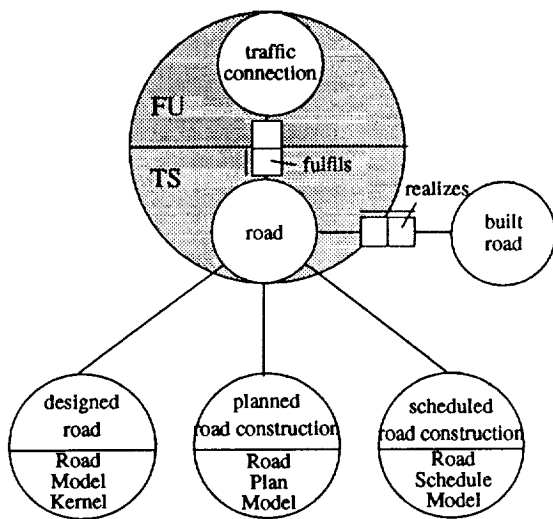 traffic
connection
FU
TS
fulfils
realizes
road
built
road
designed
road
Road
Model
Kernel
planned
road construction
Road
Plan
Model
scheduled
road construction
Road
Schedule
Model